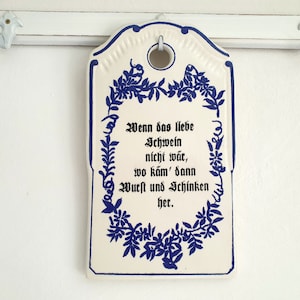 Wenn das liebe
Schwein
nicht wär,
wo käm' dann
Wurst und Schinken
her.